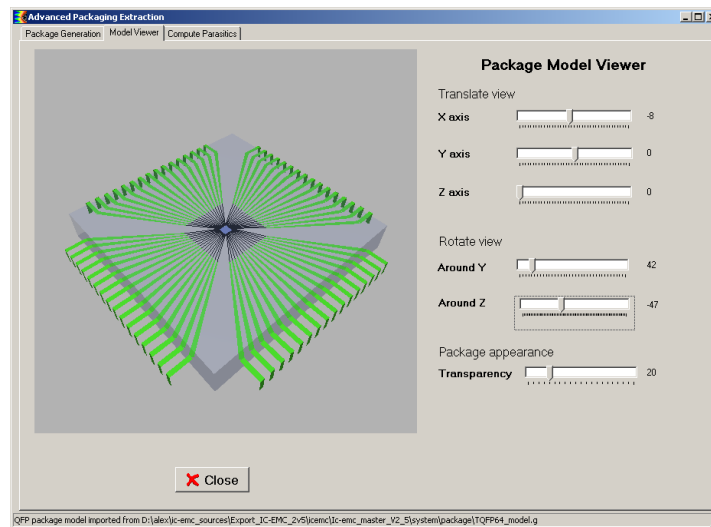 Advanced Packaging Extraction
Package Generation Model Viewer Compute Parasitics
Package Model Viewer
Translate view
X axis -8
Y axis 0
Z axis 0
Rotate view
Around Y 42
Around Z -47
Package appearance
Transparency 20
Close
QFP package model imported from D:\alex\ic-emc_sources\Export_IC-EMC_2v5\icemc\Ic-emc_master_V2_5\system\package\TQFP64_model.g